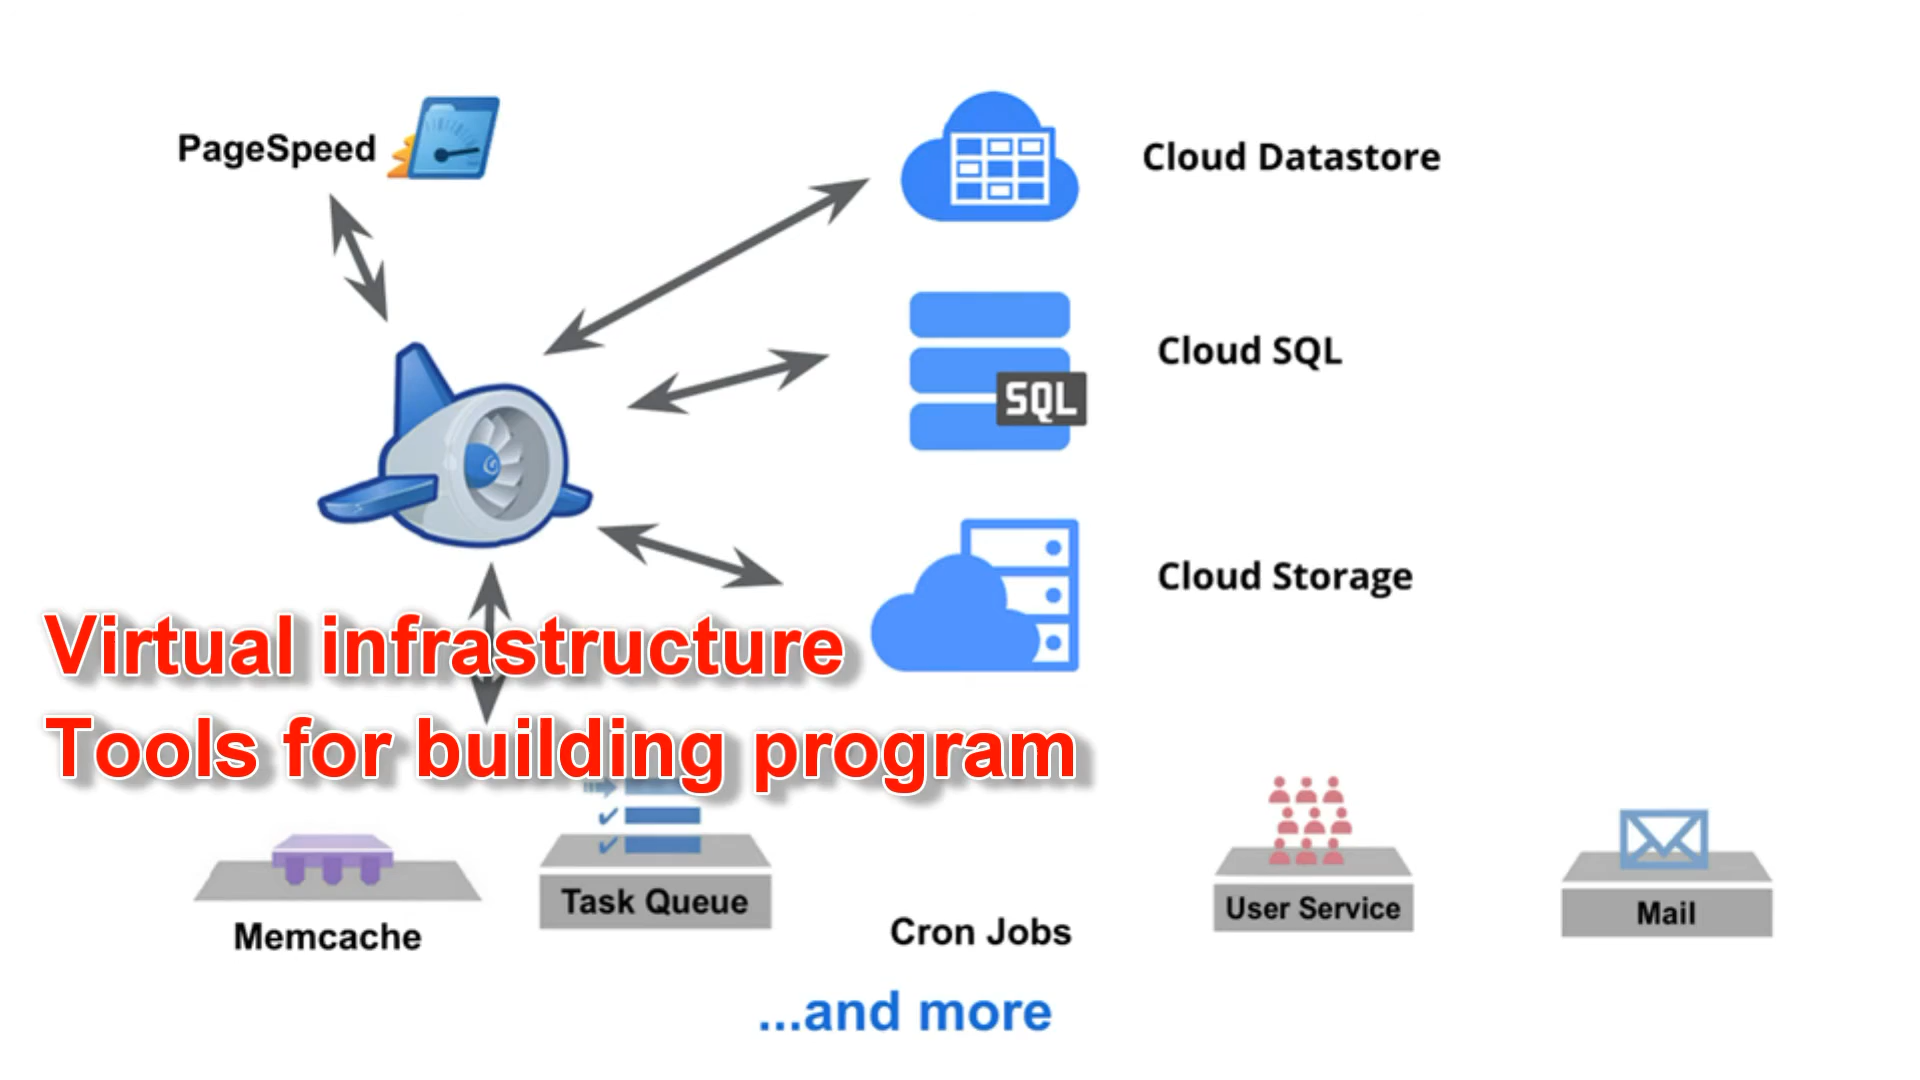 PageSpeed
Cloud Datastore
Cloud SQL
SQL
Cloud Storage
Virtual infrastructure
Tools for building program
Memcache
Task Queue
Cron Jobs
User Service
Mail
...and more